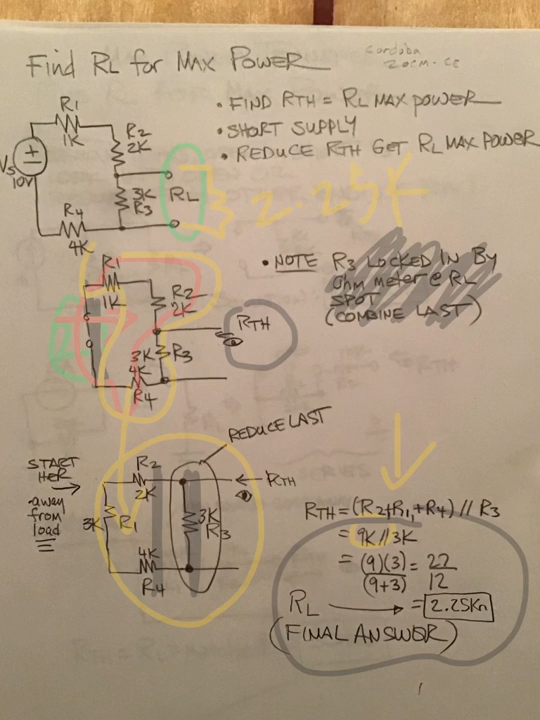 Find RL for Max Power
Cordoba
• FIND RTH = RL MAX POWER
• SHORT SUPPLY
• REDUCE RTH GET RL MAX POWER
R1
1K
R2
2K
VS
10V
3K
R3
RL
R4
4K
2.25K
• NOTE R3 LOCKED IN By
Ohm meter @ RL
SPOT
(COMBINE LAST)
R1
1K
R2
2K
RTH
3K
R3
4K
R4
REDUCE LAST
START
HER
away
from
load
R2
2K
RTH
3K
R1
3K
R3
4K
R4
RTH = (R2+R1,+R4) // R3
= 9K//3K
= (9)(3) = 27
(9+3) 12
RL → = 2.25KΩ
(FINAL ANSWER)